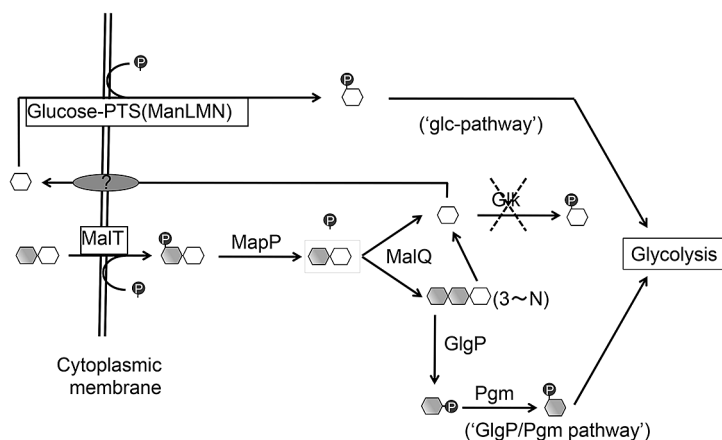 P
P
Glucose-PTS(ManLMN)
('glc-pathway')
?
Glk
P
P
MalT
P
MapP
MalQ
Glycolysis
P
(3～N)
GlgP
Cytoplasmic
membrane
Pgm
P
P
('GlgP/Pgm pathway')